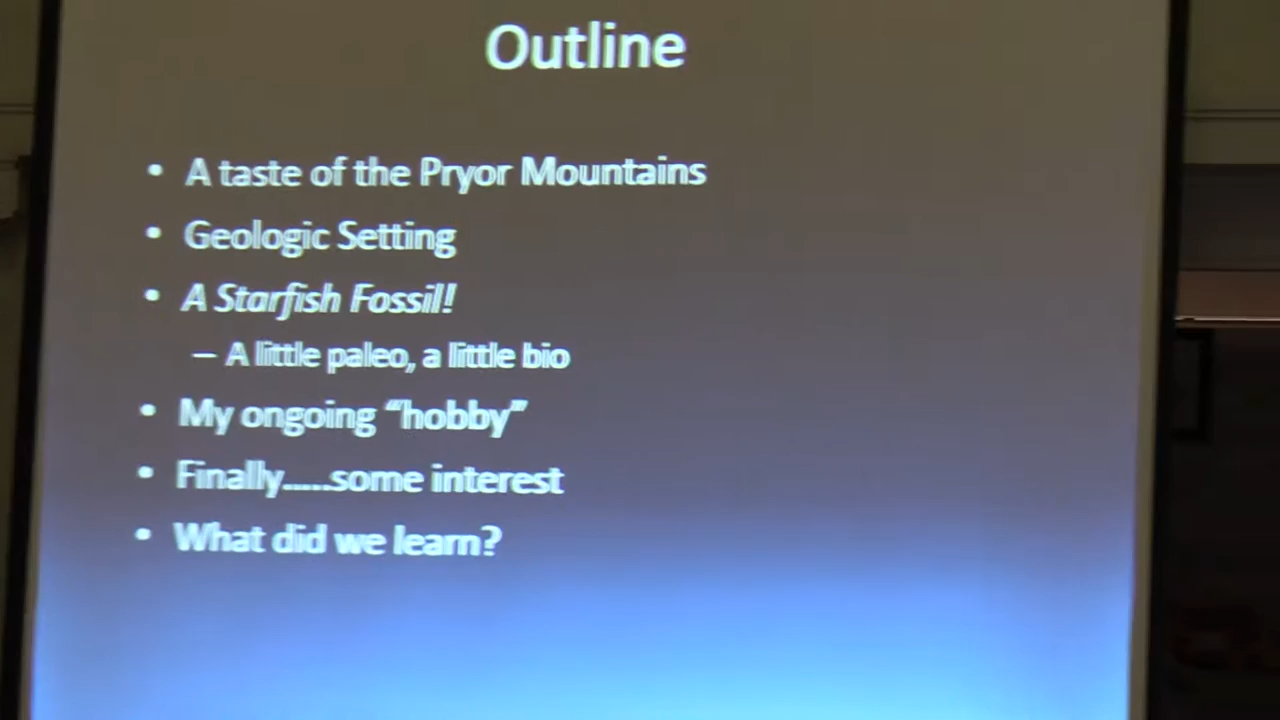 Outline
• A taste of the Pryor Mountains
• Geologic Setting
• A Starfish Fossil!
– A little paleo, a little bio
• My ongoing “hobby”
• Finally.....some interest
• What did we learn?